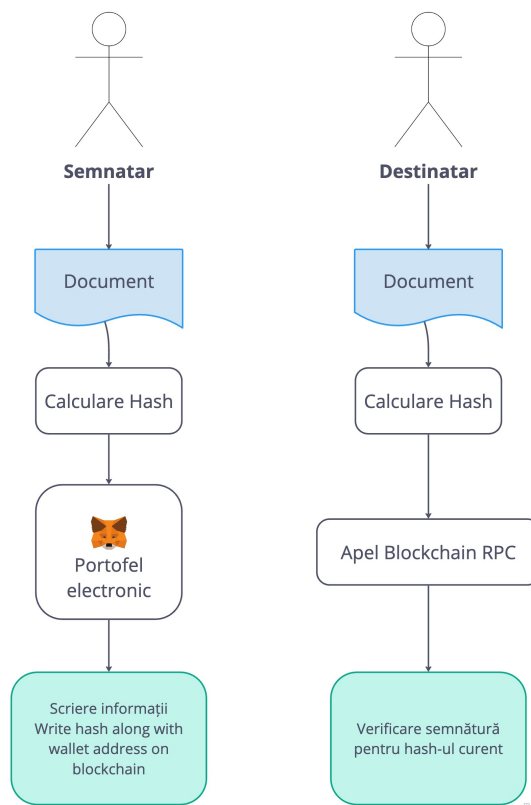 Semnatar
Document
Calculare Hash
Portofel
electronic
Scriere informații
Write hash along with
wallet address on
blockchain
Destinatar
Document
Calculare Hash
Apel Blockchain RPC
Verificare semnătură
pentru hash-ul curent